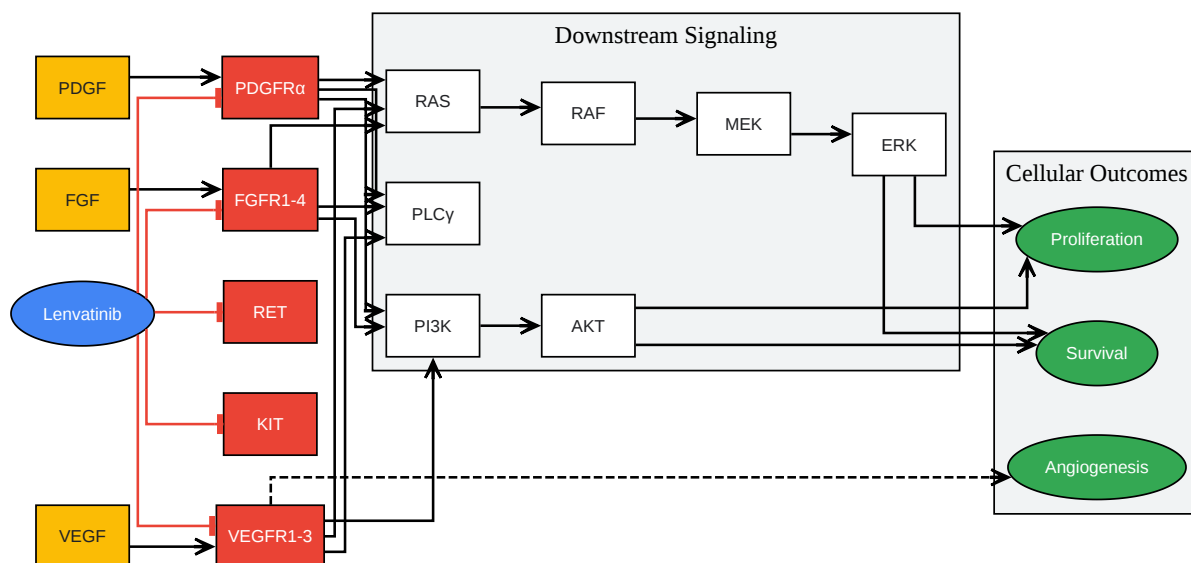 Downstream Signaling
PDGF
PDGFRα
RAS
RAF
MEK
ERK
Cellular Outcomes
FGF
FGFR1-4
PLCγ
Proliferation
Lenvatinib
RET
PI3K
AKT
Survival
KIT
Angiogenesis
VEGF
VEGFR1-3